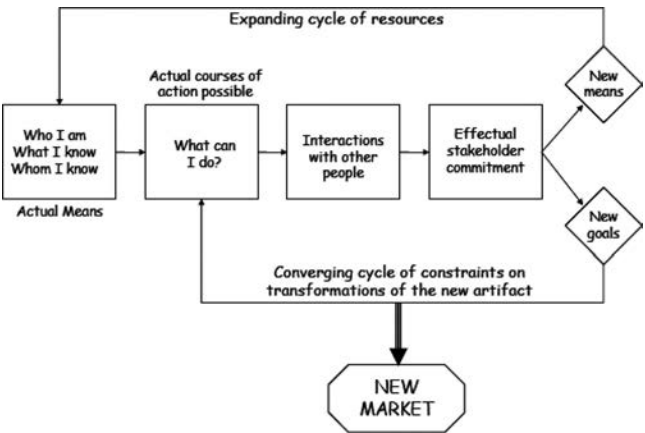 Expanding cycle of resources
Actual courses of
action possible
New
means
Who I am
What I know
Whom I know
What can
I do?
Interactions
with other
people
Effectual
stakeholder
commitment
Actual Means
New
goals
Converging cycle of constraints on
transformations of the new artifact
NEW
MARKET